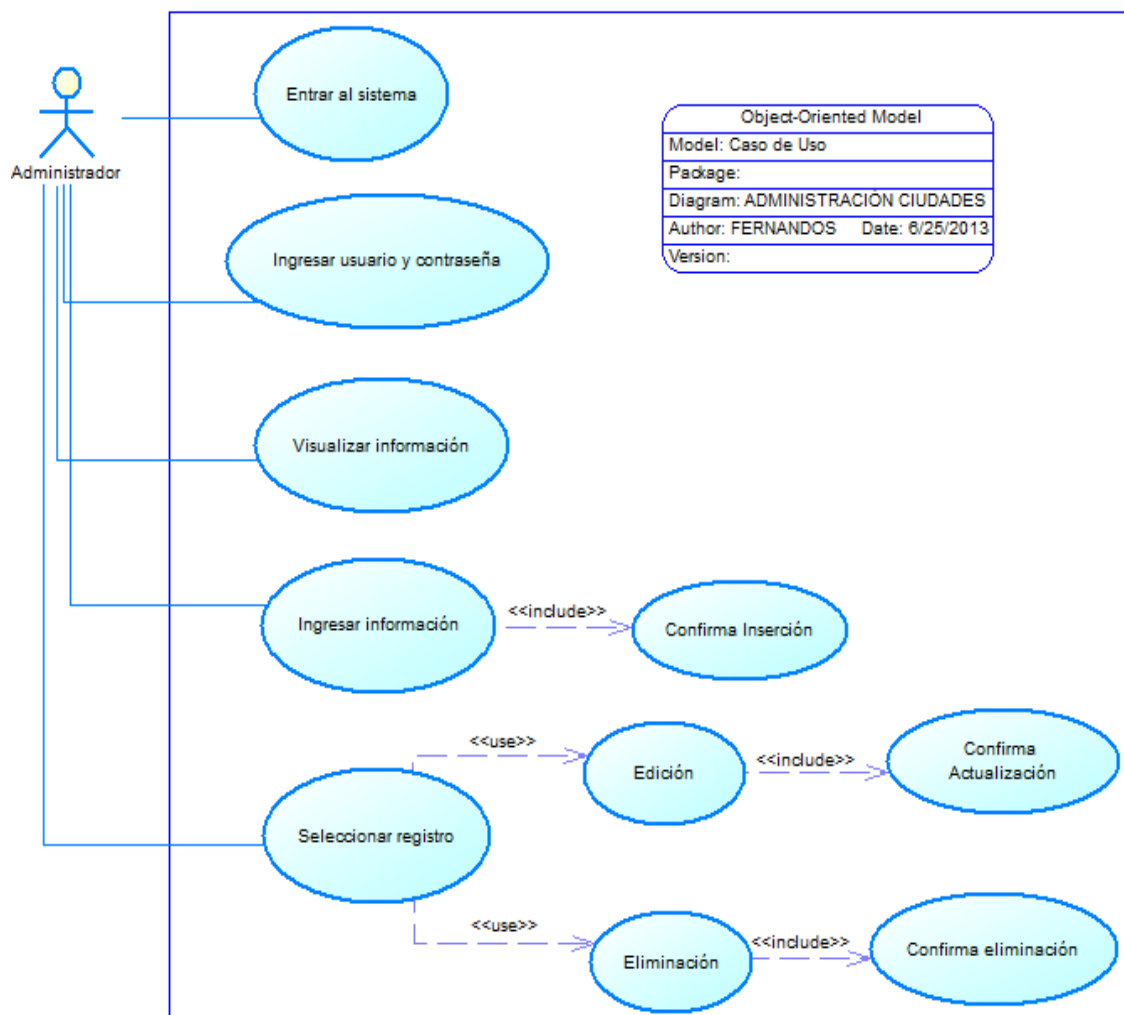 Administrador
Entrar al sistema
Object-Oriented Model
Model: Caso de Uso
Package:
Diagram: ADMINISTRACIÓN CIUDADES
Author: FERNANDOS Date: 6/25/2013
Version:
Ingresar usuario y contraseña
Visualizar información
Ingresar información
<<include>>
Confirma Inserción
Seleccionar registro
<<use>>
Edición
<<include>>
Confirma
Actualización
<<use>>
Eliminación
<<include>>
Confirma eliminación